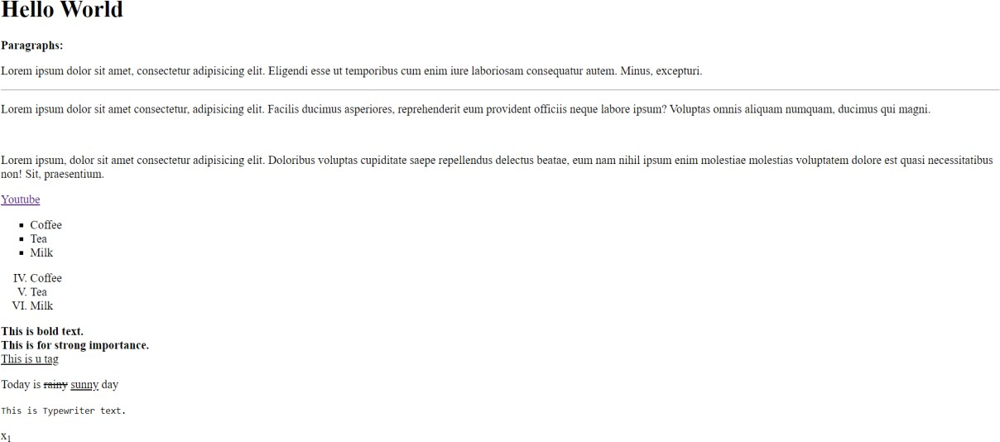 Hello World
Paragraphs:
Lorem ipsum dolor sit amet, consectetur adipisicing elit. Eligendi esse ut temporibus cum enim iure laboriosam consequatur autem. Minus, excepturi.
Lorem ipsum dolor sit amet consectetur, adipisicing elit. Facilis ducimus asperiores, reprehenderit eum provident officiis neque labore ipsum? Voluptas omnis aliquam numquam, ducimus qui magni.
Lorem ipsum, dolor sit amet consectetur adipisicing elit. Doloribus voluptas cupiditate saepe repellendus delectus beatae, eum nam nihil ipsum enim molestiae molestias voluptatem dolore est quasi necessitatibus
non! Sit, praesentium.
Youtube
▪ Coffee
▪ Tea
▪ Milk
IV. Coffee
V. Tea
VI. Milk
This is bold text.
This is for strong importance.
This is u tag
Today is rainy sunny day
This is Typewriter text.
x₁